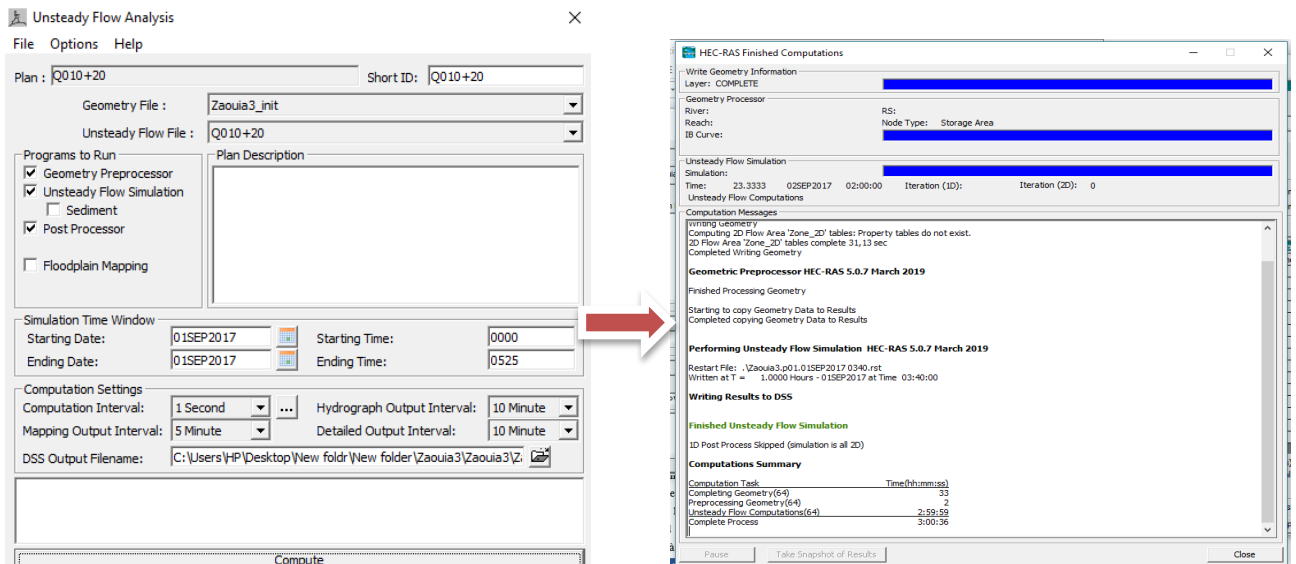 Unsteady Flow Analysis
File Options Help
Plan : Q010+20 Short ID: Q010+20
Geometry File : Zaouia3_init
Unsteady Flow File : Q010+20
Programs to Run
Geometry Preprocessor
Unsteady Flow Simulation
Sediment
Post Processor
Floodplain Mapping
Plan Description
Simulation Time Window
Starting Date: 01SEP2017 Starting Time: 0000
Ending Date: 01SEP2017 Ending Time: 0525
Computation Settings
Computation Interval: 1 Second ... Hydrograph Output Interval: 10 Minute
Mapping Output Interval: 5 Minute Detailed Output Interval: 10 Minute
DSS Output Filename: C:\Users\HP\Desktop\New foldr\New folder\Zaouia3\Zaouia3\Z
Compute
HEC-RAS Finished Computations
Write Geometry Information
Layer: COMPLETE
Geometry Processor
River: RS:
Reach: Node Type: Storage Area
IB Curve:
Unsteady Flow Simulation
Simulation:
Time: 23.3333 02SEP2017 02:00:00 Iteration (1D): Iteration (2D): 0
Unsteady Flow Computations
Computation Messages
Writing Geometry
Computing 2D Flow Area 'Zone_2D' tables: Property tables do not exist.
2D Flow Area 'Zone_2D' tables complete 31,13 sec
Completed Writing Geometry
Geometric Preprocessor HEC-RAS 5.0.7 March 2019
Finished Processing Geometry
Starting to copy Geometry Data to Results
Completed copying Geometry Data to Results
Performing Unsteady Flow Simulation HEC-RAS 5.0.7 March 2019
Restart File: .\Zaouia3.p01.01SEP2017 0340.rst
Written at T = 1.0000 Hours - 01SEP2017 at Time 03:40:00
Writing Results to DSS
Finished Unsteady Flow Simulation
1D Post Process Skipped (simulation is all 2D)
Computations Summary
Computation Task Time(hh:mm:ss)
Completing Geometry(64) 33
Preprocessing Geometry(64) 2
Unsteady Flow Computations(64) 2:59:59
Complete Process 3:00:36
Pause Take Snapshot of Results Close